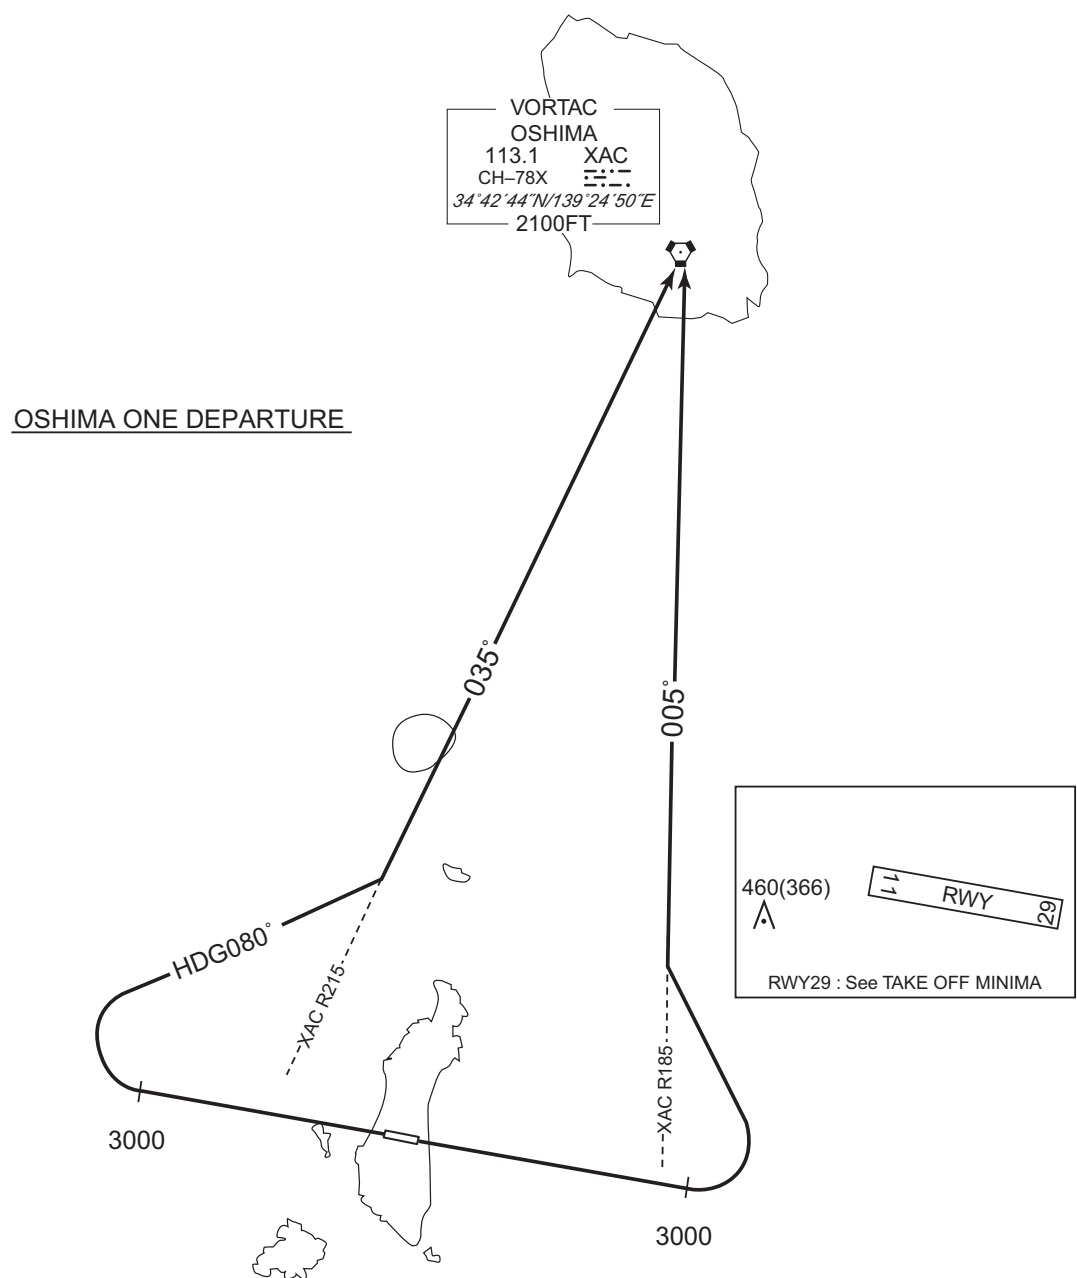 VORTAC
OSHIMA
113.1 XAC
CH–78X
34°42´44˝N/139°24´50˝E
2100FT
OSHIMA ONE DEPARTURE
035°
005°
460(366)
11 RWY 29
RWY29 : See TAKE OFF MINIMA
HDG080°
XAC R215
XAC R185
3000
3000